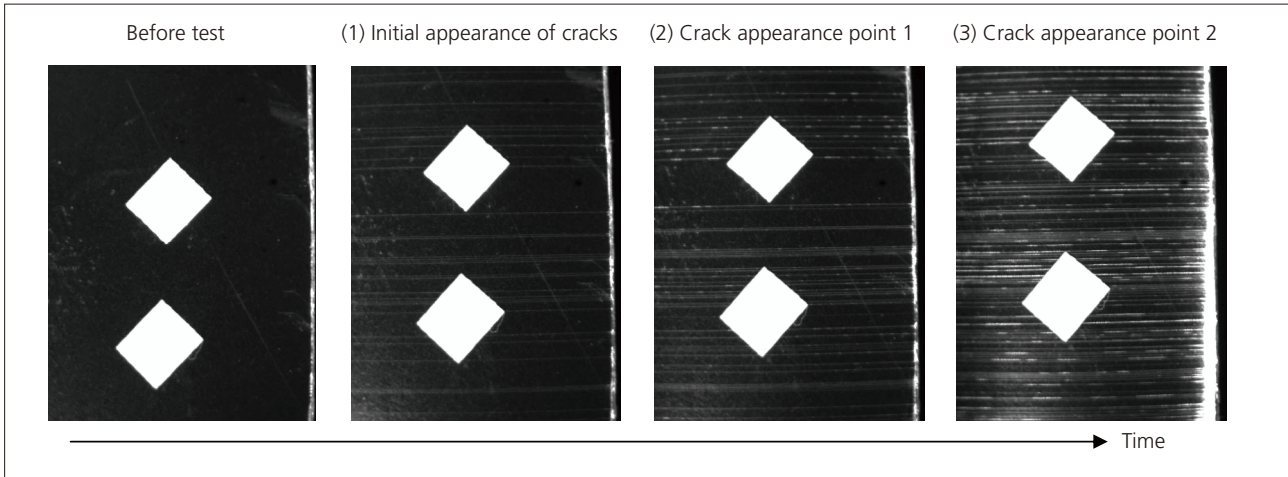 Before test
(1) Initial appearance of cracks
(2) Crack appearance point 1
(3) Crack appearance point 2
Time